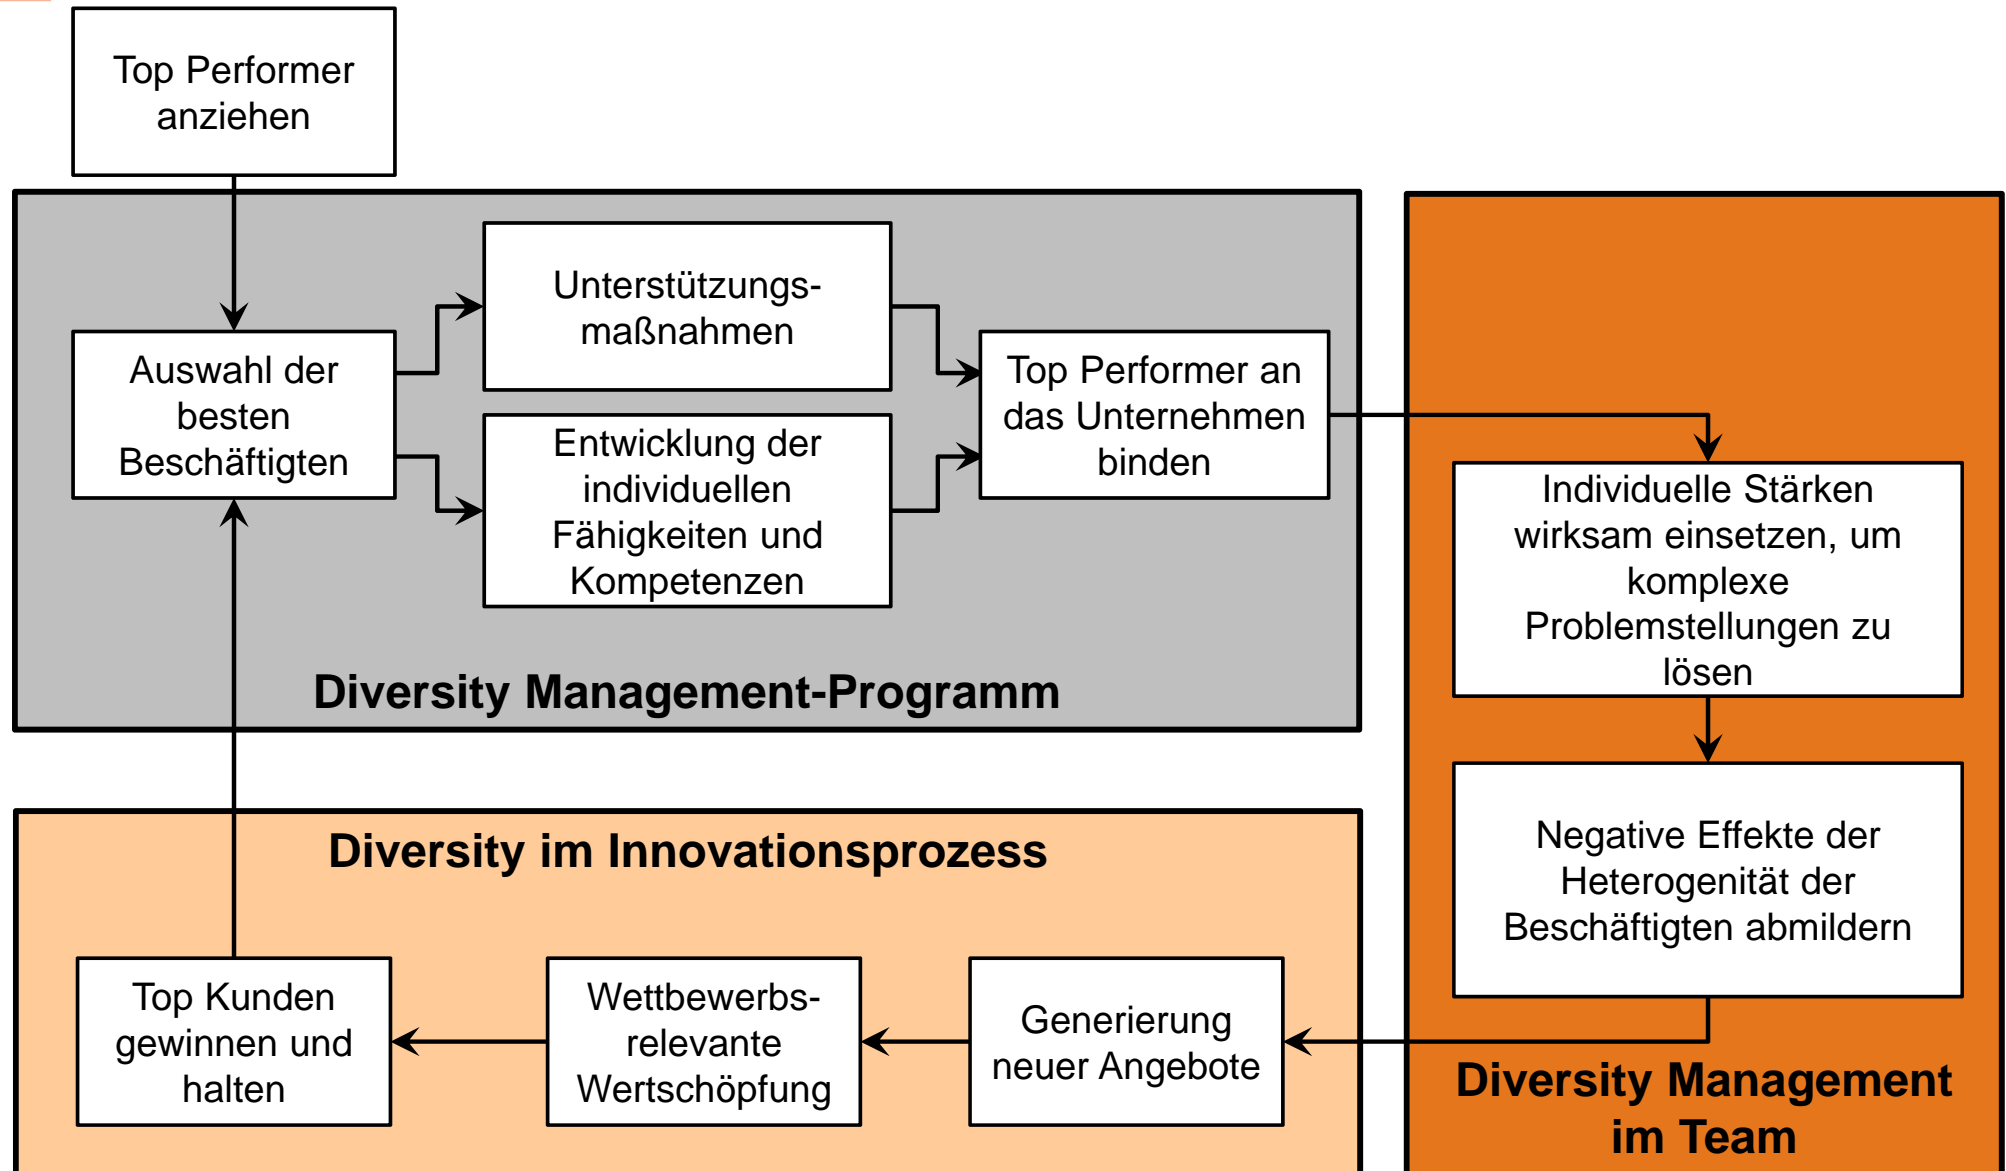 Top Performer
anziehen
Auswahl der
besten
Beschäftigten
Unterstützungs-
maßnahmen
Entwicklung der
individuellen
Fähigkeiten und
Kompetenzen
Top Performer an
das Unternehmen
binden
Diversity Management-Programm
Individuelle Stärken
wirksam einsetzen, um
komplexe
Problemstellungen zu
lösen
Negative Effekte der
Heterogenität der
Beschäftigten abmildern
Diversity Management
im Team
Diversity im Innovationsprozess
Generierung
neuer Angebote
Wettbewerbs-
relevante
Wertschöpfung
Top Kunden
gewinnen und
halten